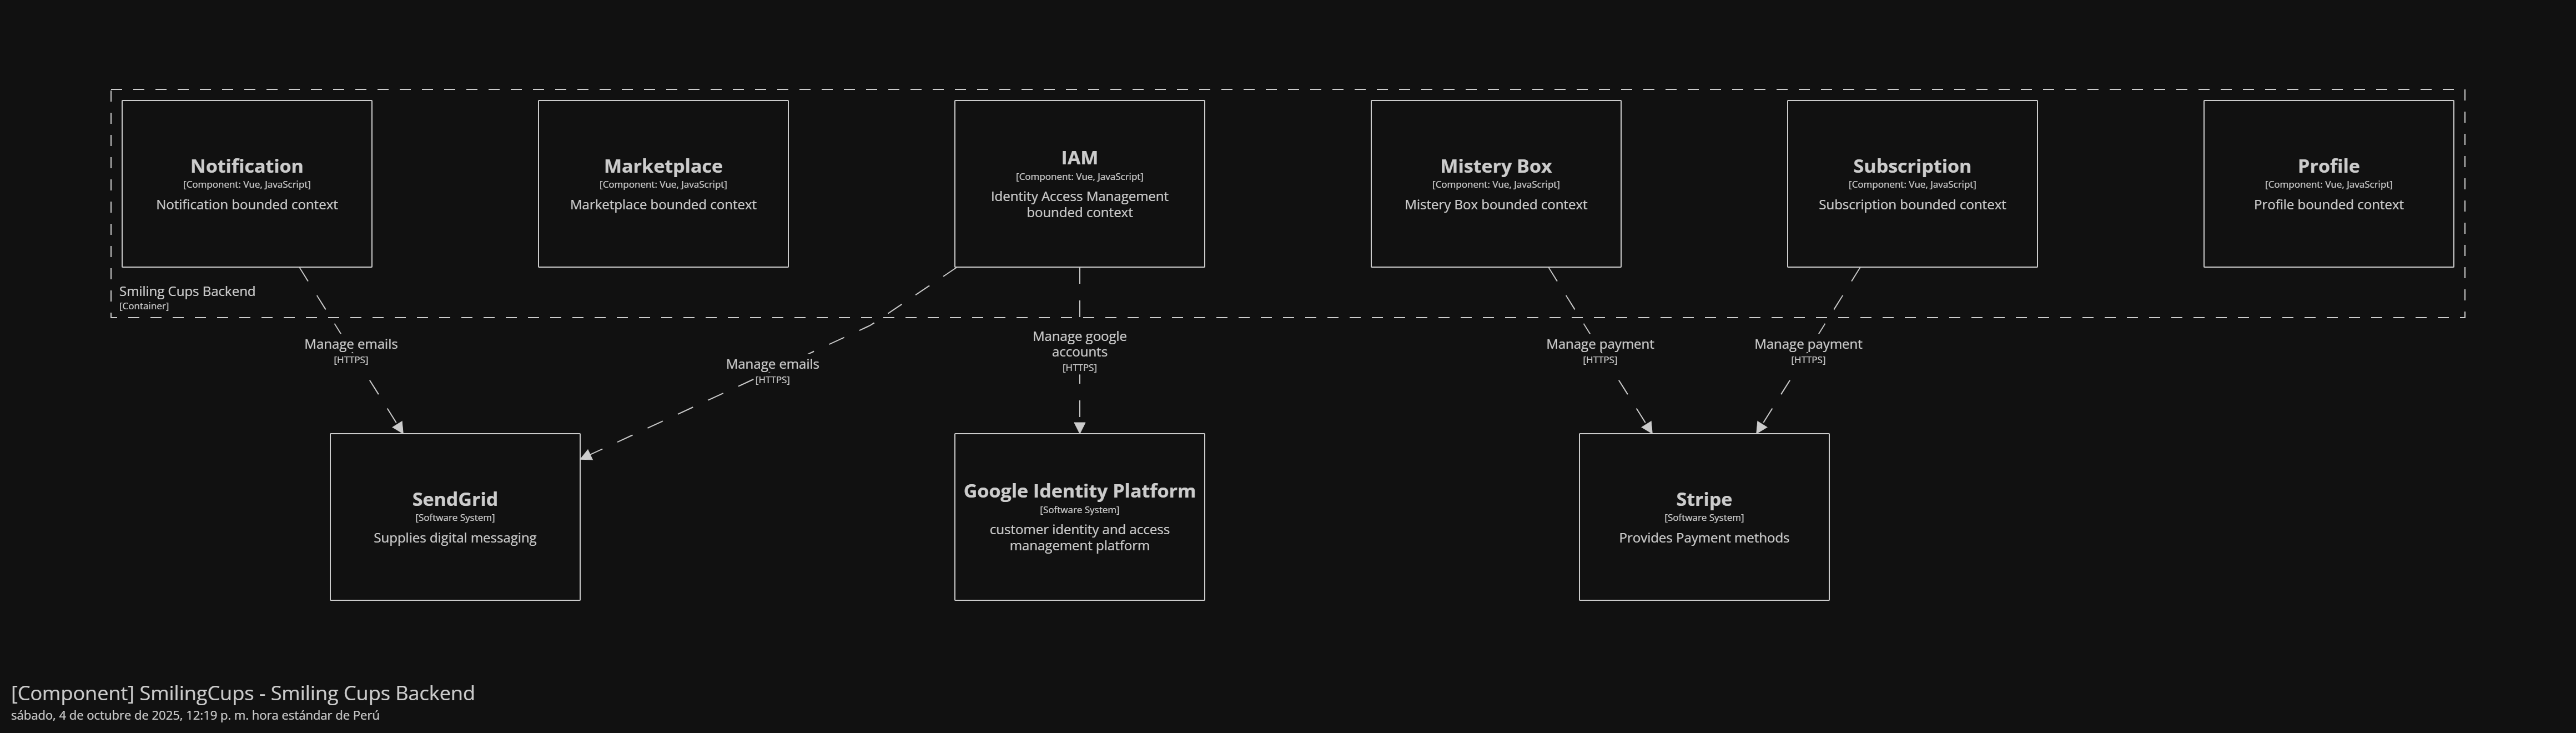 Notification
[Component: Vue, JavaScript]
Notification bounded context
Marketplace
[Component: Vue, JavaScript]
Marketplace bounded context
IAM
[Component: Vue, JavaScript]
Identity Access Management
bounded context
Mistery Box
[Component: Vue, JavaScript]
Mistery Box bounded context
Subscription
[Component: Vue, JavaScript]
Subscription bounded context
Profile
[Component: Vue, JavaScript]
Profile bounded context
Smiling Cups Backend
[Container]
Manage emails
[HTTPS]
Manage emails
[HTTPS]
Manage google
accounts
[HTTPS]
Manage payment
[HTTPS]
Manage payment
[HTTPS]
SendGrid
[Software System]
Supplies digital messaging
Google Identity Platform
[Software System]
customer identity and access
management platform
Stripe
[Software System]
Provides Payment methods
[Component] SmilingCups - Smiling Cups Backend
sábado, 4 de octubre de 2025, 12:19 p. m. hora estándar de Perú